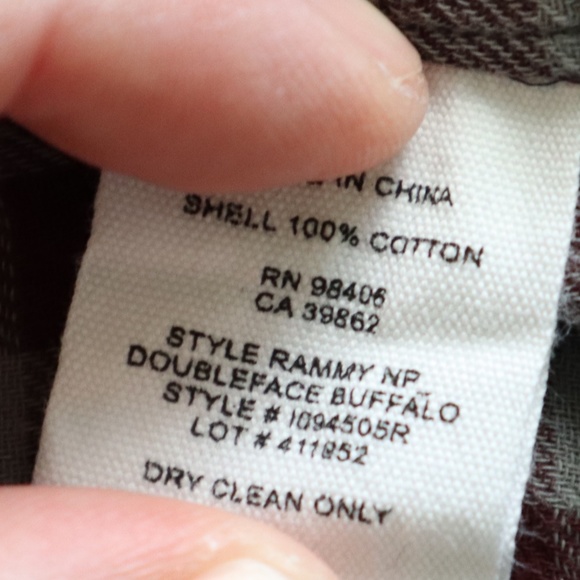 IN CHINA
SHELL 100% COTTON
RN 98406
CA 39862
STYLE RAMMY NP_
DOUBLEFACE BUFFALO
STYLE # I094505R
LOT # 411952
DRY CLEAN ONLY